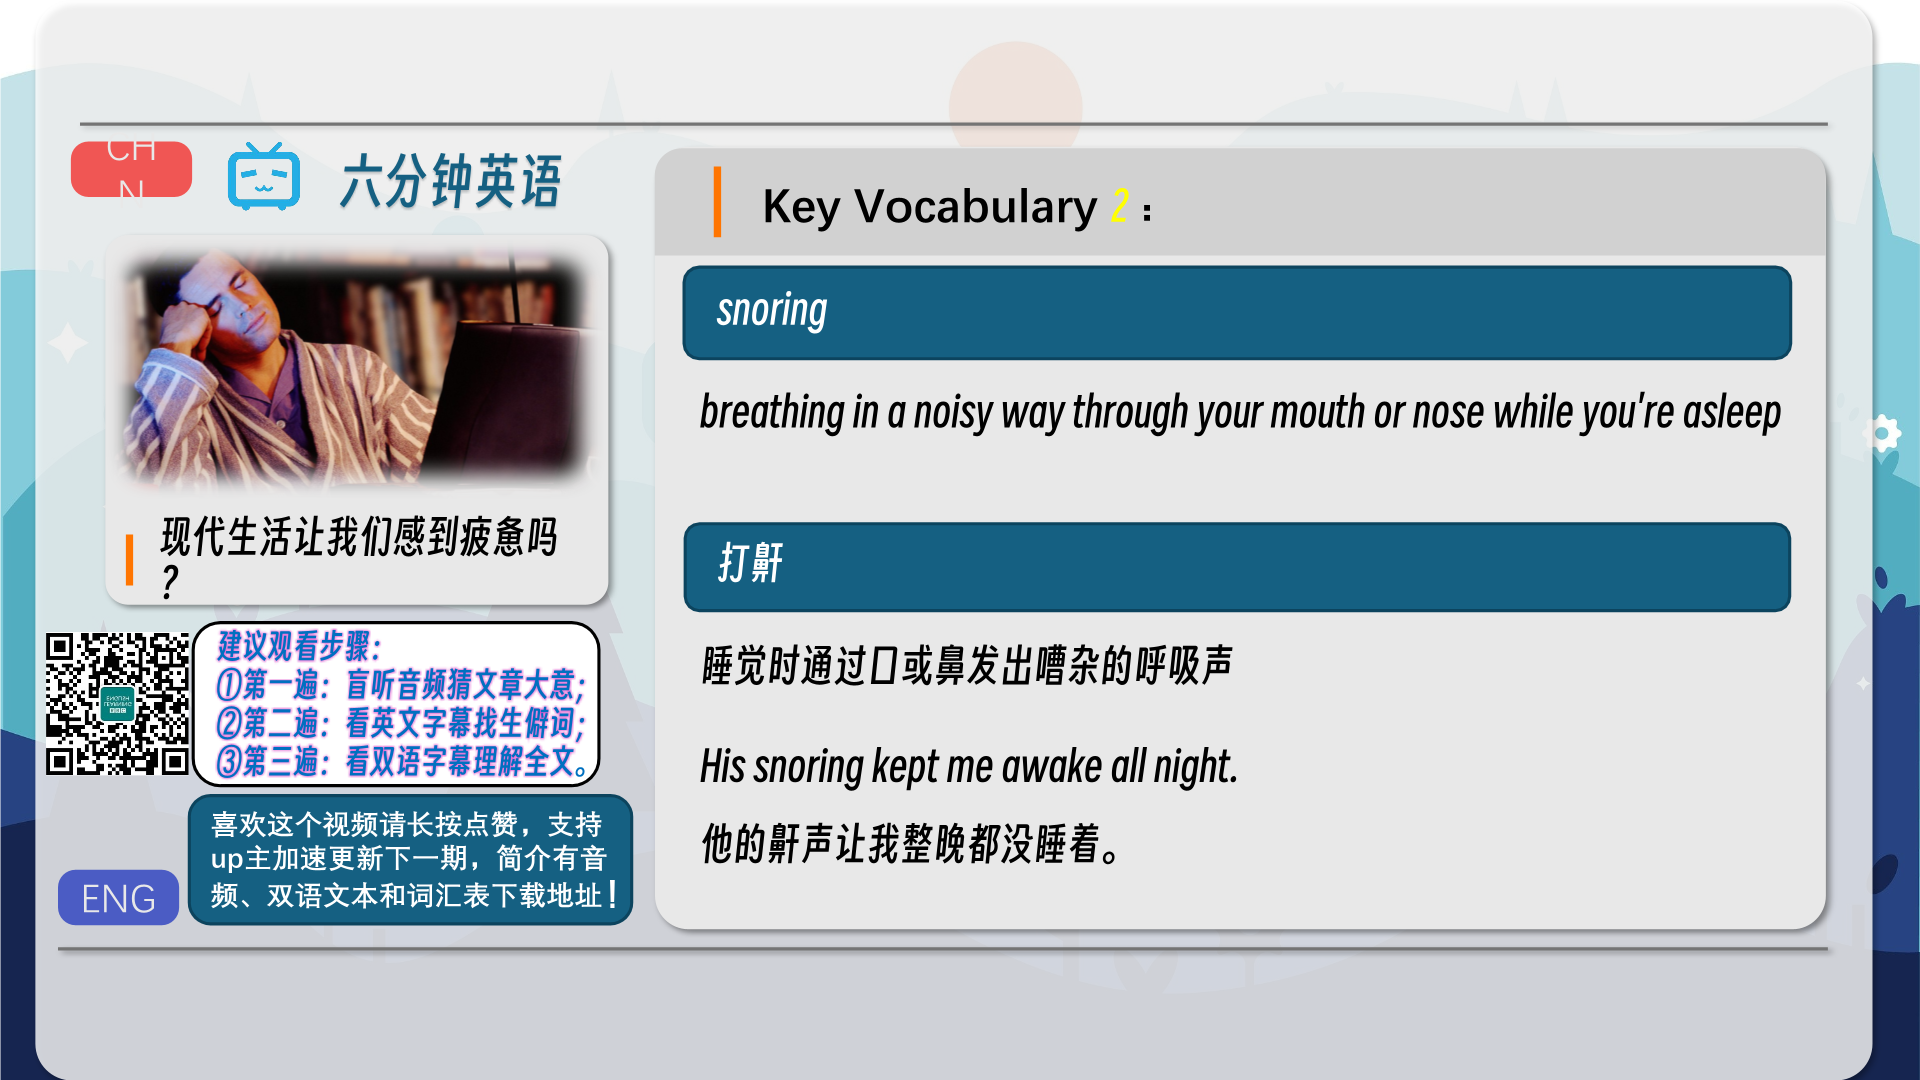 CH
N
六分钟英语
现代生活让我们感到疲惫吗
?
建议观看步骤：
①第一遍：盲听音频猜文章大意；
②第二遍：看英文字幕找生僻词；
③第三遍：看双语字幕理解全文。
喜欢这个视频请长按点赞，支持
up主加速更新下一期，简介有音
频、双语文本和词汇表下载地址！
ENG
Key Vocabulary 2：
snoring
breathing in a noisy way through your mouth or nose while you're asleep
打鼾
睡觉时通过口或鼻发出嘈杂的呼吸声
His snoring kept me awake all night.
他的鼾声让我整晚都没睡着。